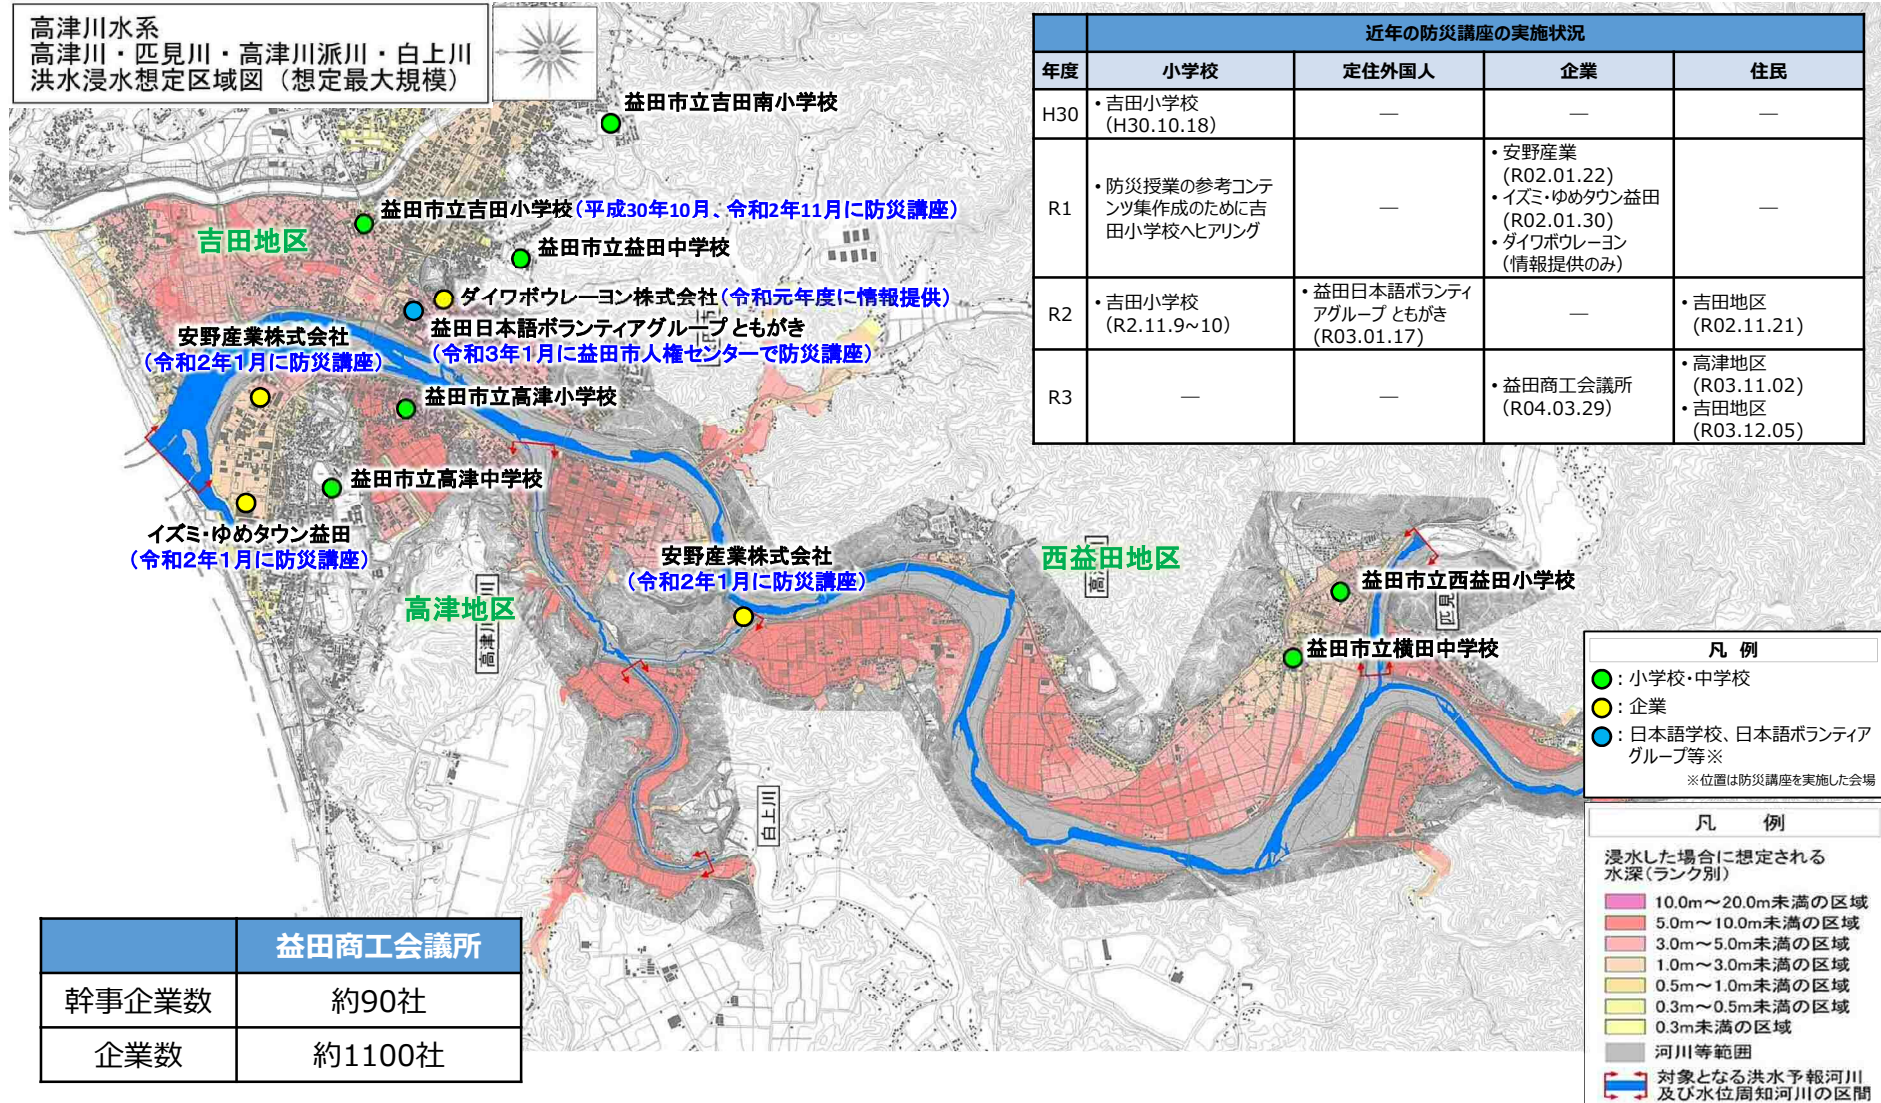 高津川水系
高津川・匹見川・高津川派川・白上川
洪水浸水想定区域図（想定最大規模）
近年の防災講座の実施状況
年度 小学校 定住外国人 企業 住民
H30
・吉田小学校
（H30.10.18）
―
―
―
R1
・防災授業の参考コンテ
ンツ集作成のために吉
田小学校へヒアリング
―
・安野産業
(R02.01.22)
・イズミ・ゆめタウン益田
(R02.01.30)
・ダイワボウレーヨン
（情報提供のみ）
―
R2
・吉田小学校
（R2.11.9~10）
・益田日本語ボランティ
アグループ ともがき
(R03.01.17)
―
・吉田地区
(R02.11.21)
R3
―
―
・益田商工会議所
（R04.03.29）
・高津地区
(R03.11.02)
・吉田地区
(R03.12.05)
益田市立吉田南小学校
益田市立吉田小学校（平成30年10月、令和2年11月に防災講座）
吉田地区
益田市立益田中学校
ダイワボウレーヨン株式会社（令和元年度に情報提供）
益田日本語ボランティアグループ ともがき
（令和3年1月に益田市人権センターで防災講座）
安野産業株式会社
（令和2年1月に防災講座）
益田市立高津小学校
益田市立高津中学校
イズミ・ゆめタウン益田
（令和2年1月に防災講座）
高津地区
安野産業株式会社
（令和2年1月に防災講座）
西益田地区
益田市立西益田小学校
益田市立横田中学校
白上川
凡 例
：小学校・中学校
：企業
：日本語学校、日本語ボランティア
グループ等※
※位置は防災講座を実施した会場
凡 例
浸水した場合に想定される
水深（ランク別）
10.0m～20.0m未満の区域
5.0m～10.0m未満の区域
3.0m～5.0m未満の区域
1.0m～3.0m未満の区域
0.5m～1.0m未満の区域
0.3m～0.5m未満の区域
0.3m未満の区域
河川等範囲
対象となる洪水予報河川
及び水位周知河川の区間
益田商工会議所
幹事企業数 約90社
企業数 約1100社